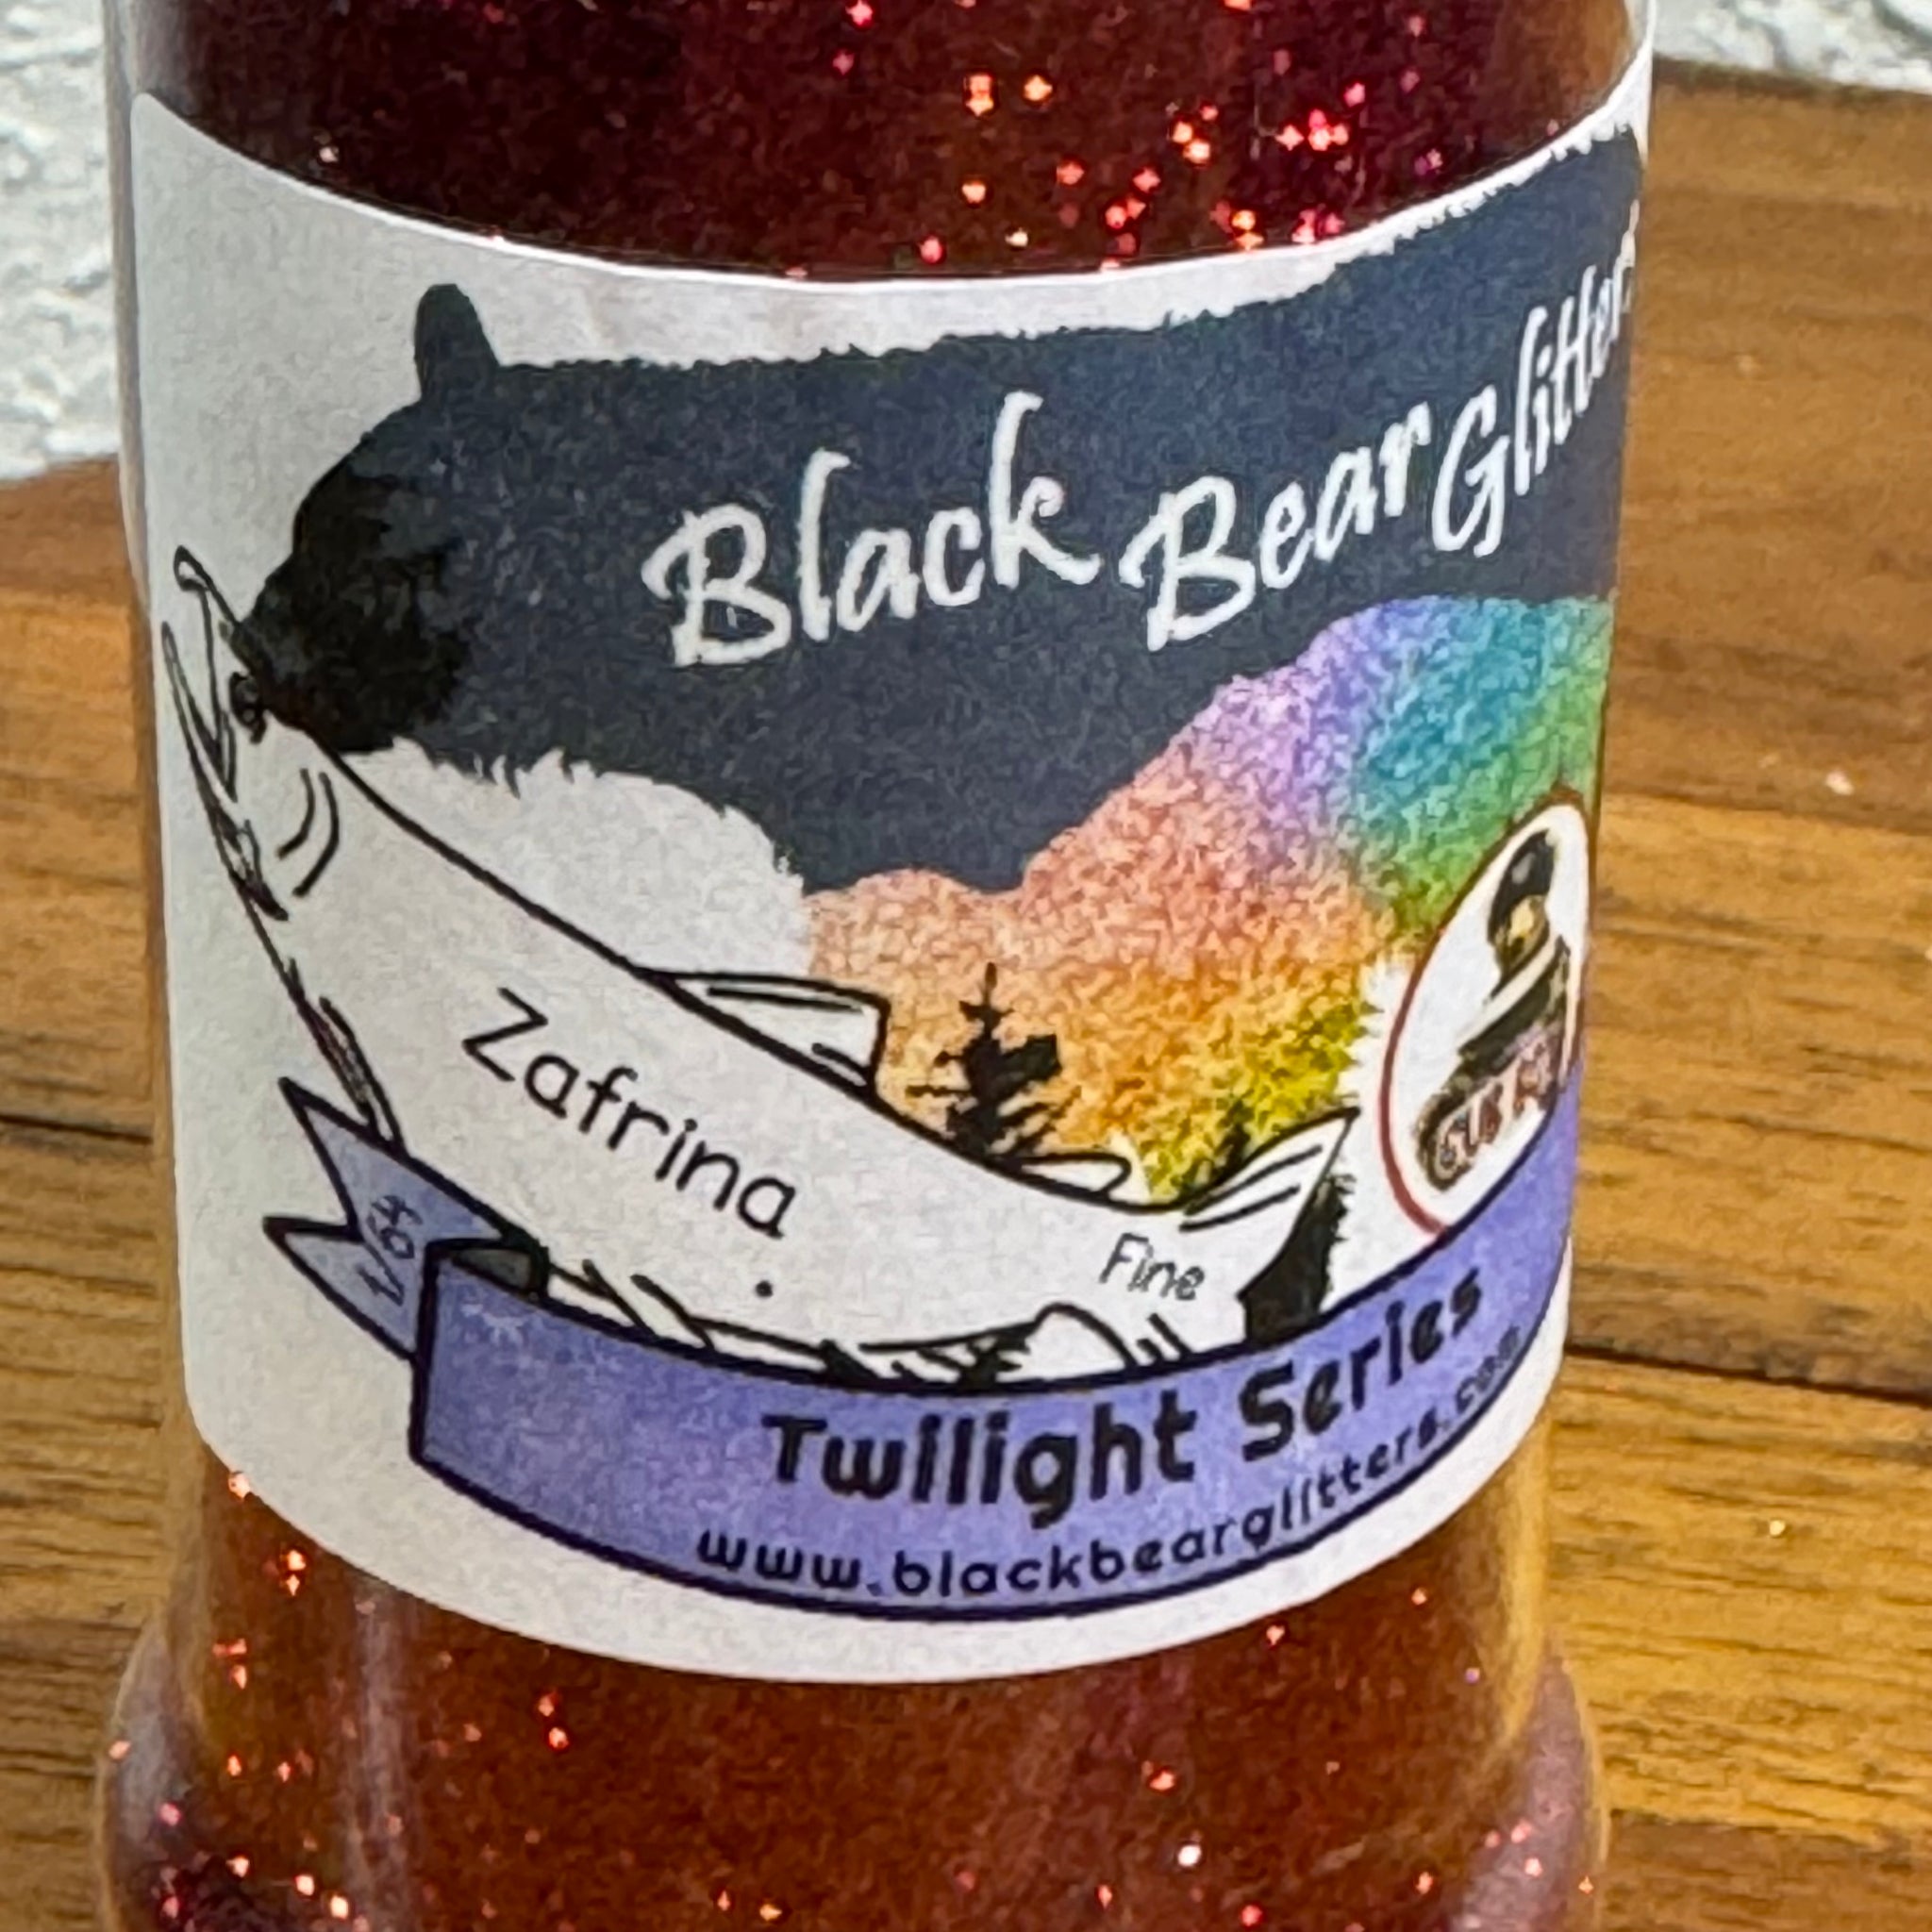 Black Bear Glitters
Zafrina
1/64
Fine
Twilight Series
www.blackbearglitters.com